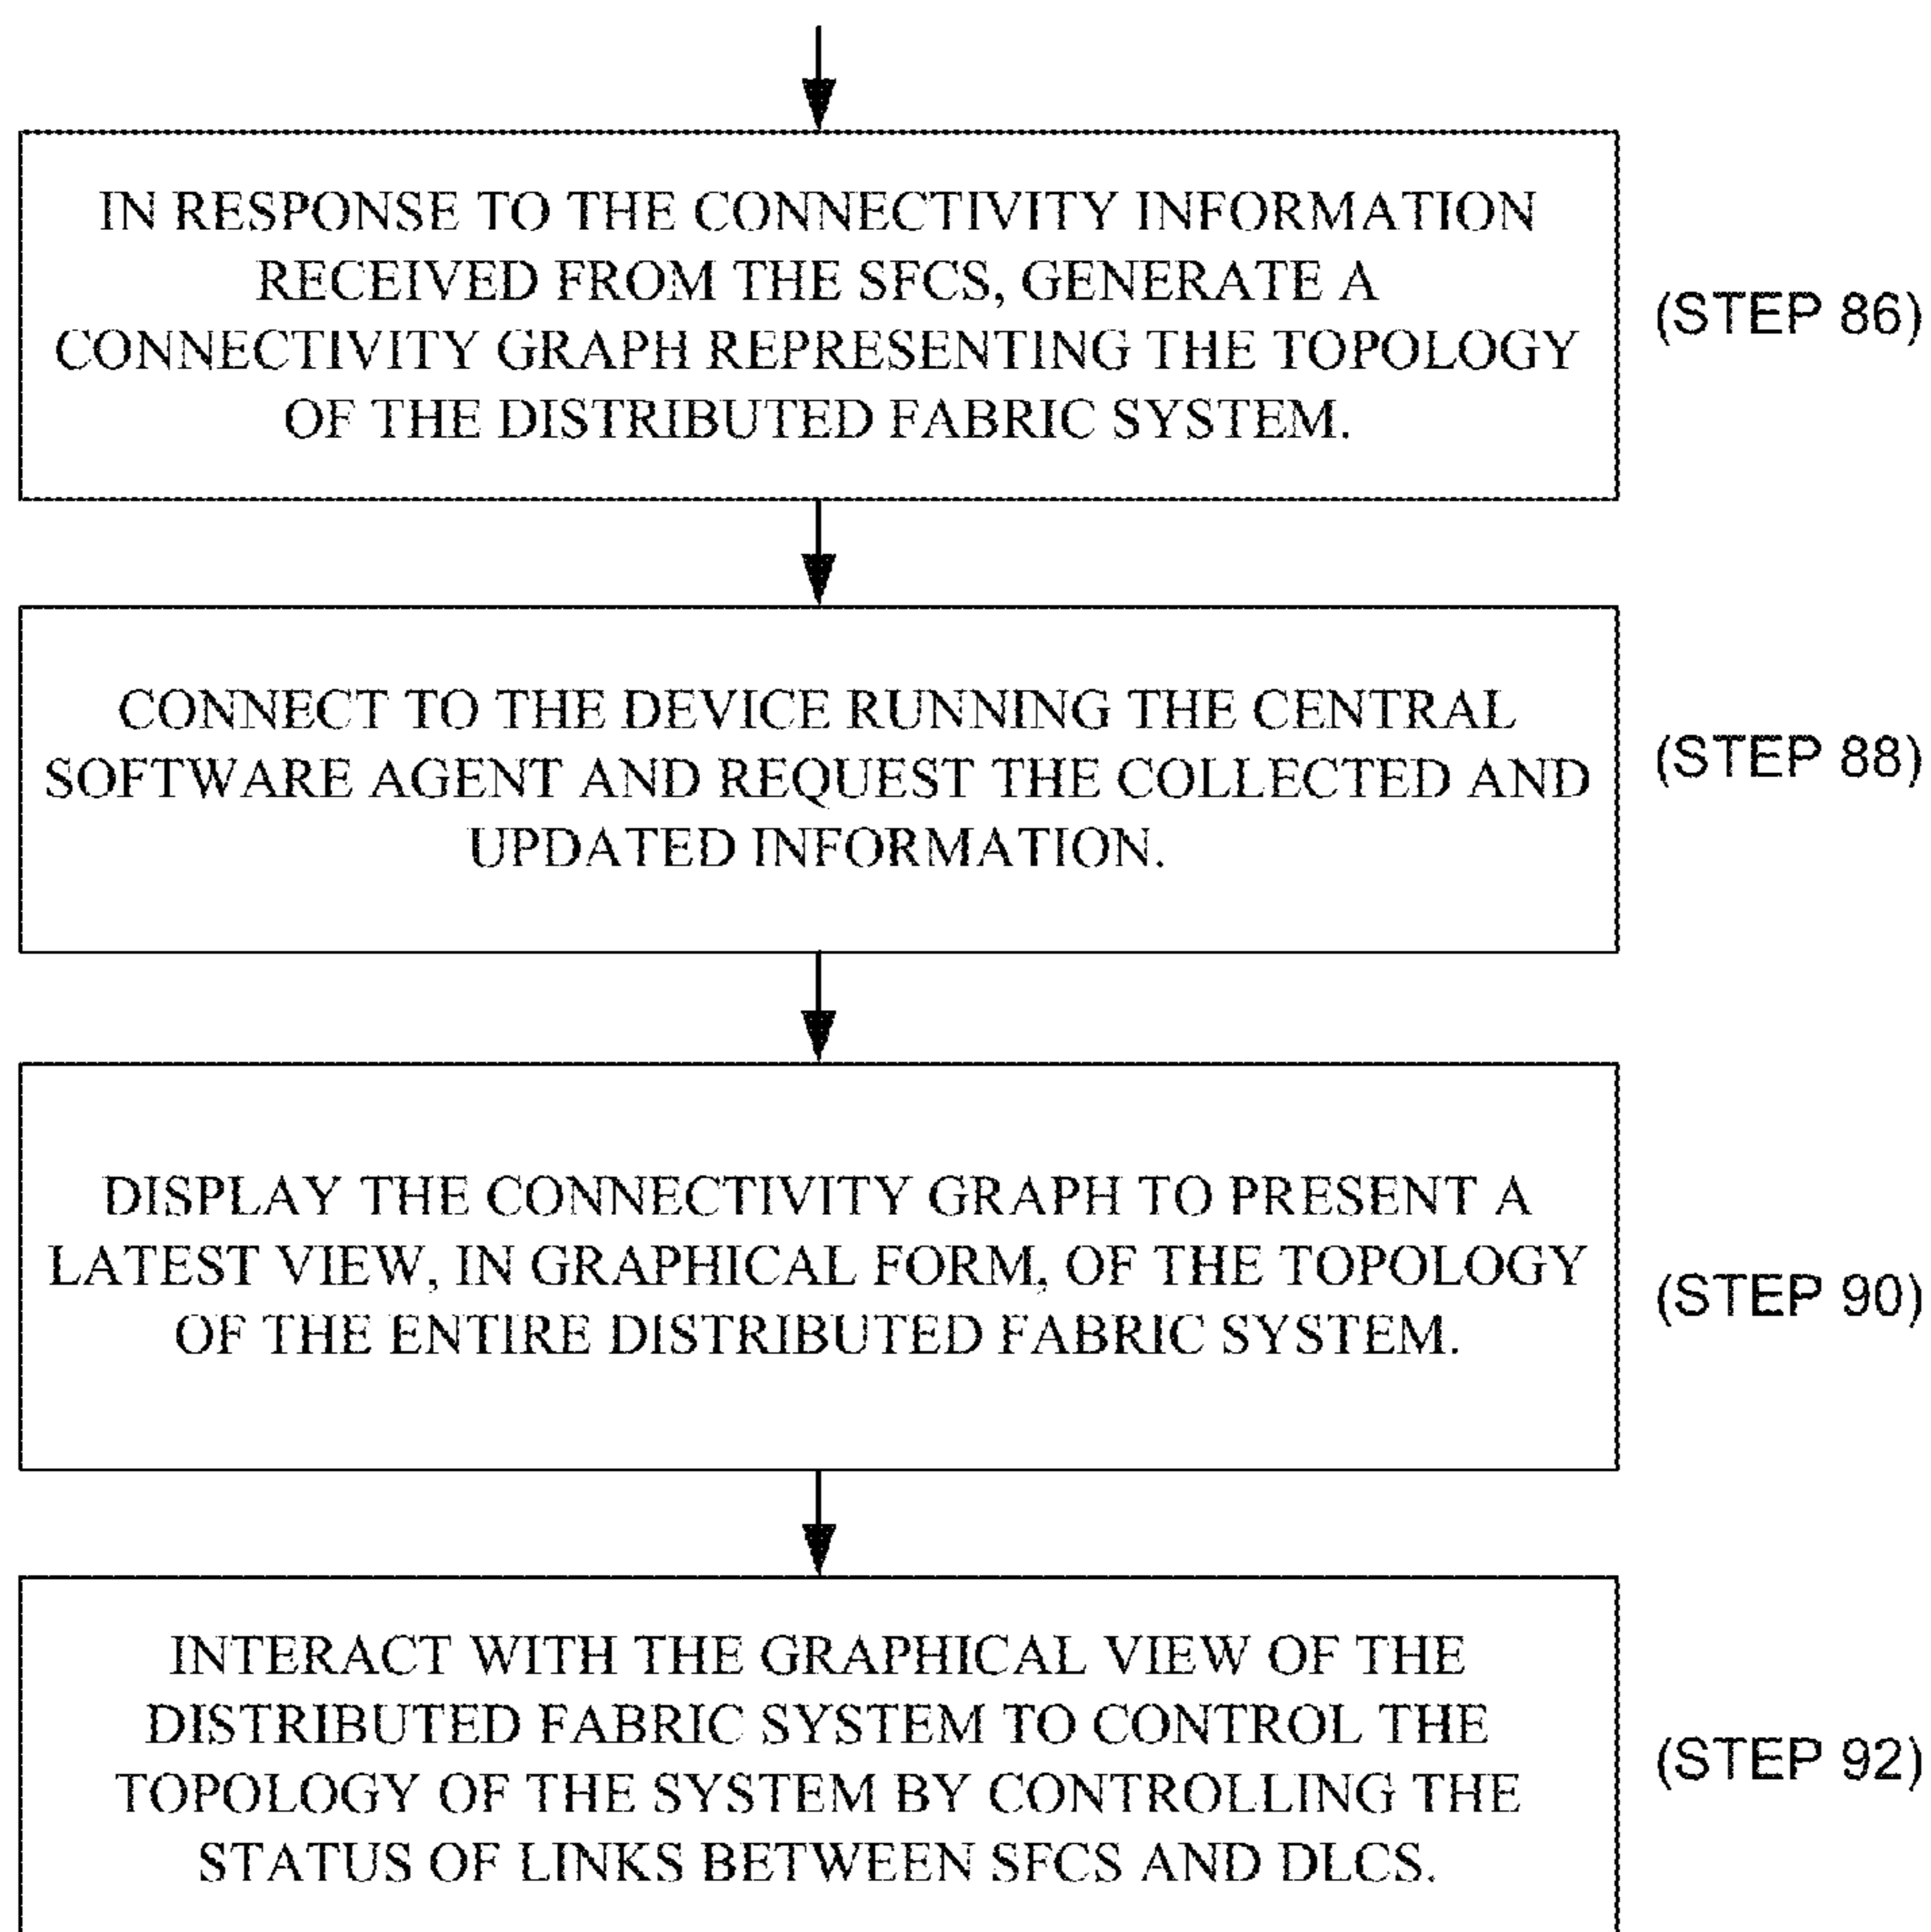 IN RESPONSE TO THE CONNECTIVITY INFORMATION
RECEIVED FROM THE SFCS, GENERATE A
CONNECTIVITY GRAPH REPRESENTING THE TOPOLOGY
OF THE DISTRIBUTED FABRIC SYSTEM.
(STEP 86)
CONNECT TO THE DEVICE RUNNING THE CENTRAL
SOFTWARE AGENT AND REQUEST THE COLLECTED AND
UPDATED INFORMATION.
(STEP 88)
DISPLAY THE CONNECTIVITY GRAPH TO PRESENT A
LATEST VIEW, IN GRAPHICAL FORM, OF THE TOPOLOGY
OF THE ENTIRE DISTRIBUTED FABRIC SYSTEM.
(STEP 90)
INTERACT WITH THE GRAPHICAL VIEW OF THE
DISTRIBUTED FABRIC SYSTEM TO CONTROL THE
TOPOLOGY OF THE SYSTEM BY CONTROLLING THE
STATUS OF LINKS BETWEEN SFCS AND DLCS.
(STEP 92)